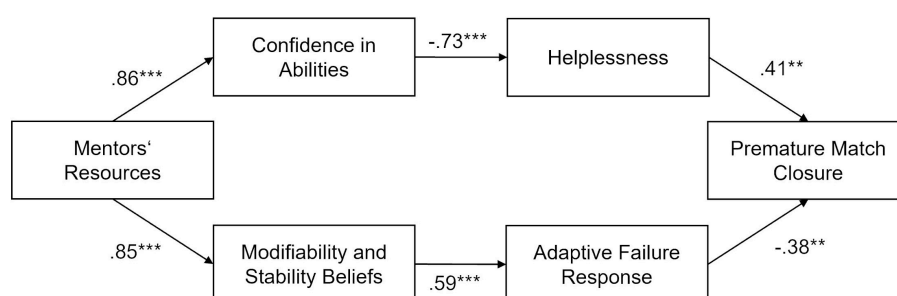 Confidence in
Abilities
-.73***
Helplessness
.86***
.41**
Mentors‘
Resources
Premature Match
Closure
.85***
Modifiability and
Stability Beliefs
.59***
Adaptive Failure
Response
-.38**